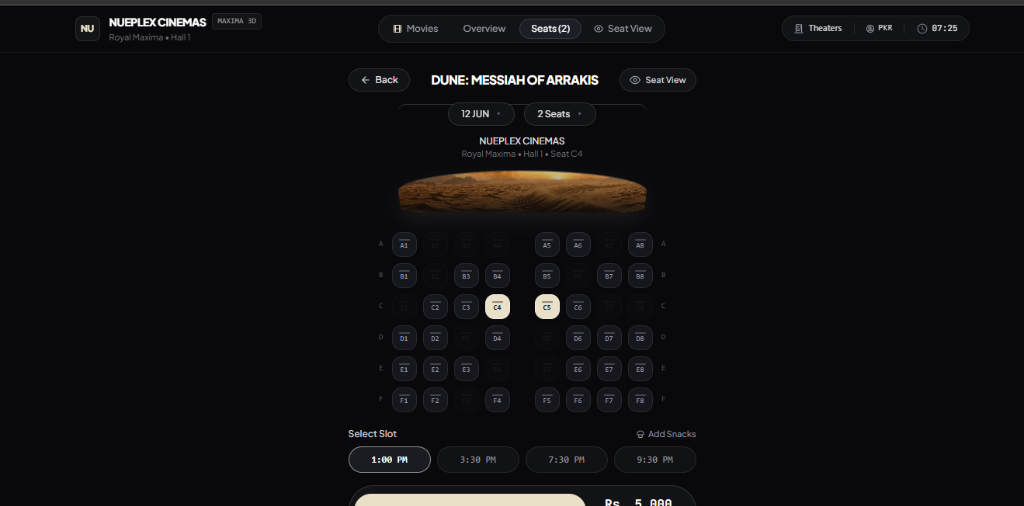 NU
NUEPLEX CINEMAS
MAXIMA 3D
Royal Maxima • Hall 1
Movies
Overview
Seats (2)
Seat View
Theaters
PKR
07:25
← Back
DUNE: MESSIAH OF ARRAKIS
Seat View
12 JUN
2 Seats
NUEPLEX CINEMAS
Royal Maxima • Hall 1 • Seat C4
A A1 A5 A6 A8 A
B B1 B3 B4 B5 B7 B8 B
C C2 C3 C4 C5 C6 C
D D1 D2 D4 D6 D7 D8 D
E E1 E2 E3 E6 E7 E8 E
F F1 F2 F4 F5 F6 F7 F8 F
Select Slot
Add Snacks
1:00 PM
3:30 PM
7:30 PM
9:30 PM
Rs. 5,000